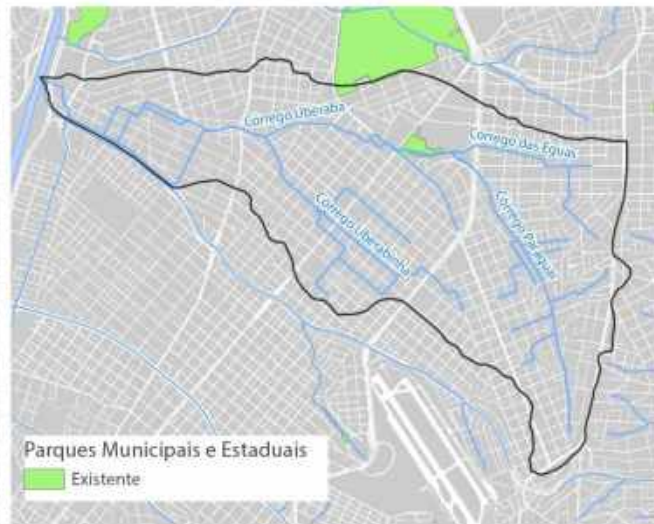 Córrego Uberaba
Córrego das Éguas
Córrego Uberabinha
Córrego Paraguai
Parques Municipais e Estaduais
Existente